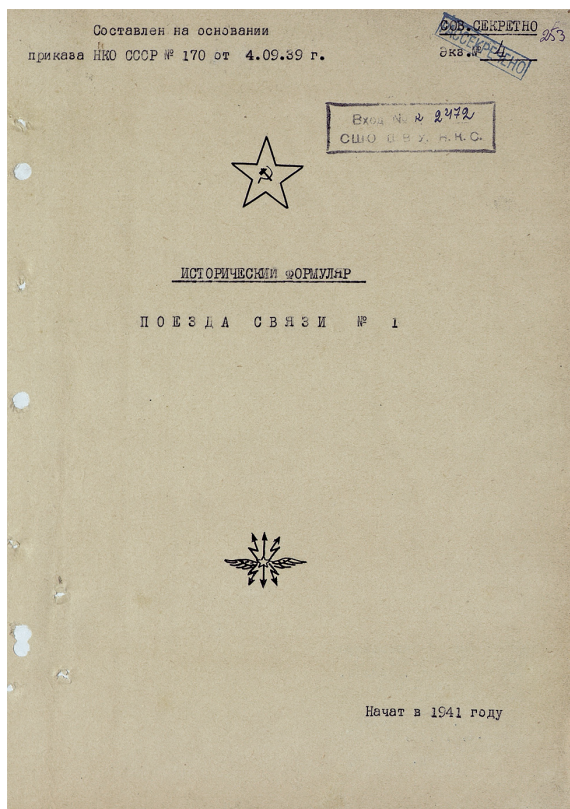 Составлен на основании
приказа НКО СССР № 170 от 4.09.39 г.
СОВ.СЕКРЕТНО
253
Экз.№
РАССЕКРЕЧЕНО
Вход № 2472
ИСТОРИЧЕСКИЙ ФОРМУЛЯР
ПОЕЗДА СВЯЗИ № 1
Начат в 1941 году